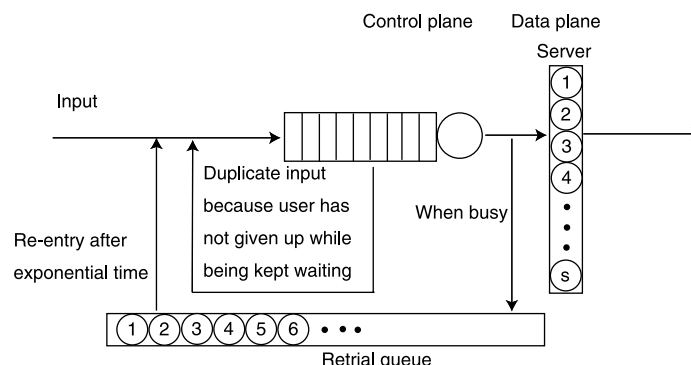 Control plane
Data plane
Server
Input
1
2
3
4
s
Duplicate input
because user has
not given up while
being kept waiting
When busy
Re-entry after
exponential time
1 2 3 4 5 6
Retrial queue